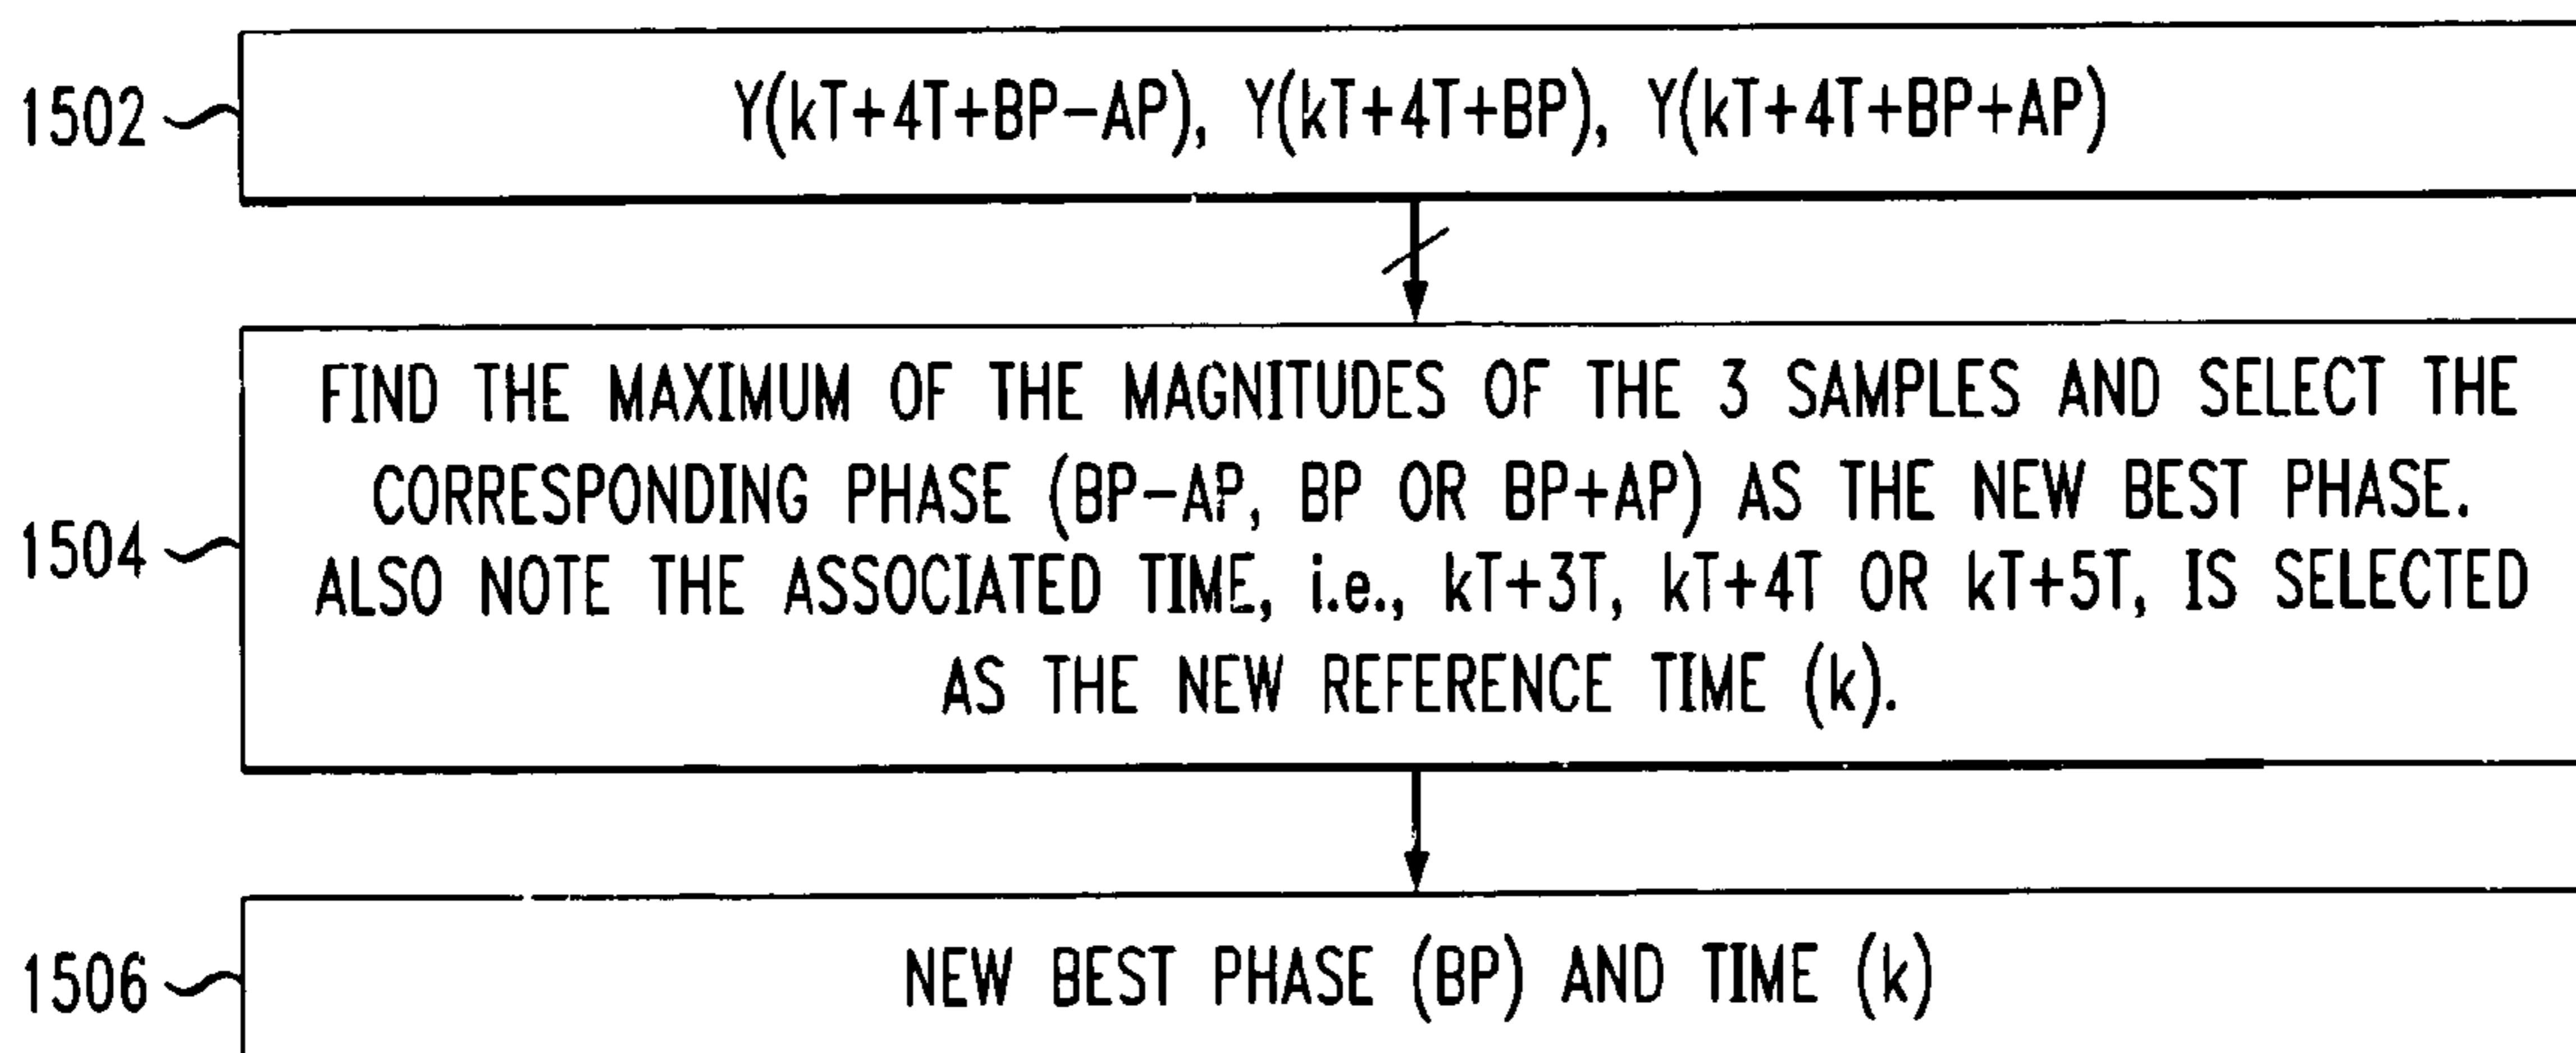 1502
Y(kT+4T+BP-AP), Y(kT+4T+BP), Y(kT+4T+BP+AP)
1504
FIND THE MAXIMUM OF THE MAGNITUDES OF THE 3 SAMPLES AND SELECT THE
CORRESPONDING PHASE (BP-AP, BP OR BP+AP) AS THE NEW BEST PHASE.
ALSO NOTE THE ASSOCIATED TIME, i.e., kT+3T, kT+4T OR kT+5T, IS SELECTED
AS THE NEW REFERENCE TIME (k).
1506
NEW BEST PHASE (BP) AND TIME (k)